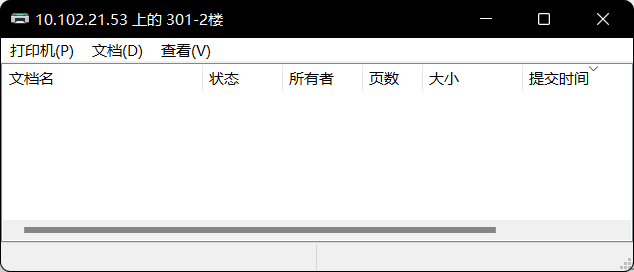 10.102.21.53 上的 301-2楼
打印机(P) 文档(D) 查看(V)
文档名 状态 所有者 页数 大小 提交时间